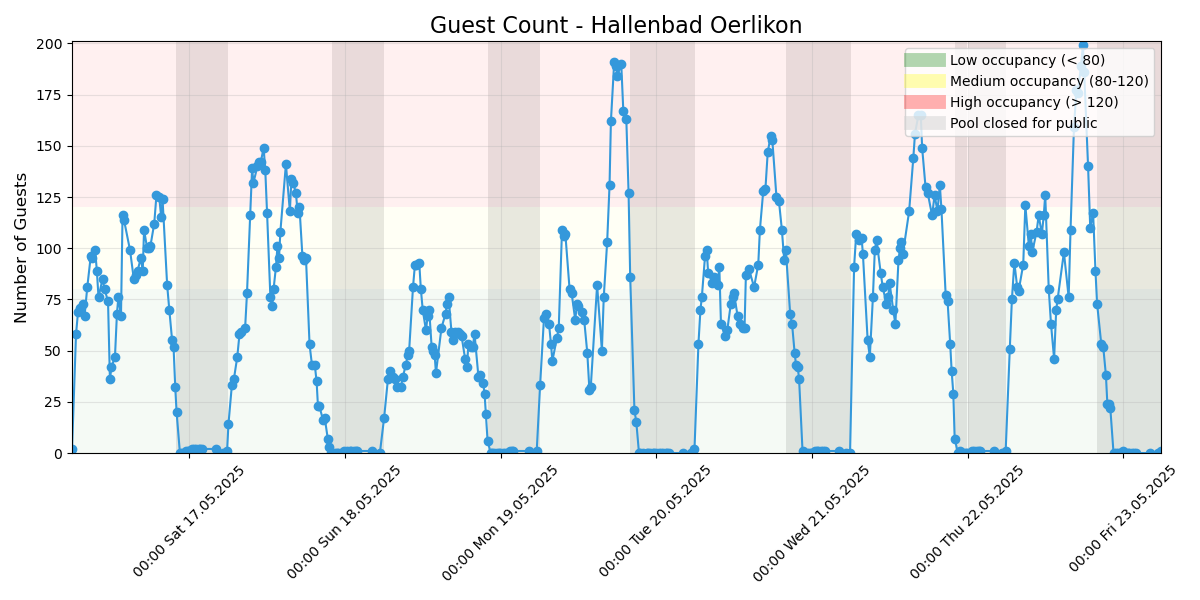 Guest Count - Hallenbad Oerlikon
Number of Guests
200
175
150
125
100
75
50
25
0
Low occupancy (< 80)
Medium occupancy (80-120)
High occupancy (> 120)
Pool closed for public
00:00 Sat 17.05.2025
00:00 Sun 18.05.2025
00:00 Mon 19.05.2025
00:00 Tue 20.05.2025
00:00 Wed 21.05.2025
00:00 Thu 22.05.2025
00:00 Fri 23.05.2025